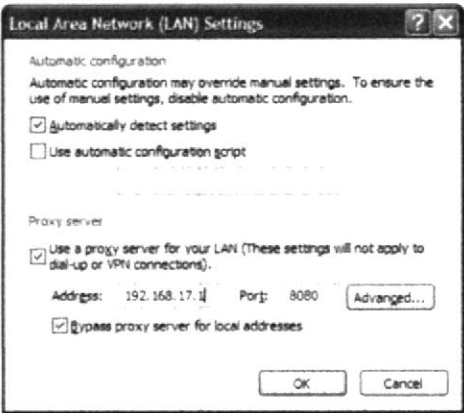 Local Area Network (LAN) Settings
Automatic configuration
Automatic configuration may override manual settings. To ensure the
use of manual settings, disable automatic configuration.
Automatically detect settings
Use automatic configuration script
Proxy server
Use a proxy server for your LAN (These settings will not apply to
dial-up or VPN connections).
Address: 192.168.17.1 Port: 8080 Advanced...
Bypass proxy server for local addresses
OK Cancel